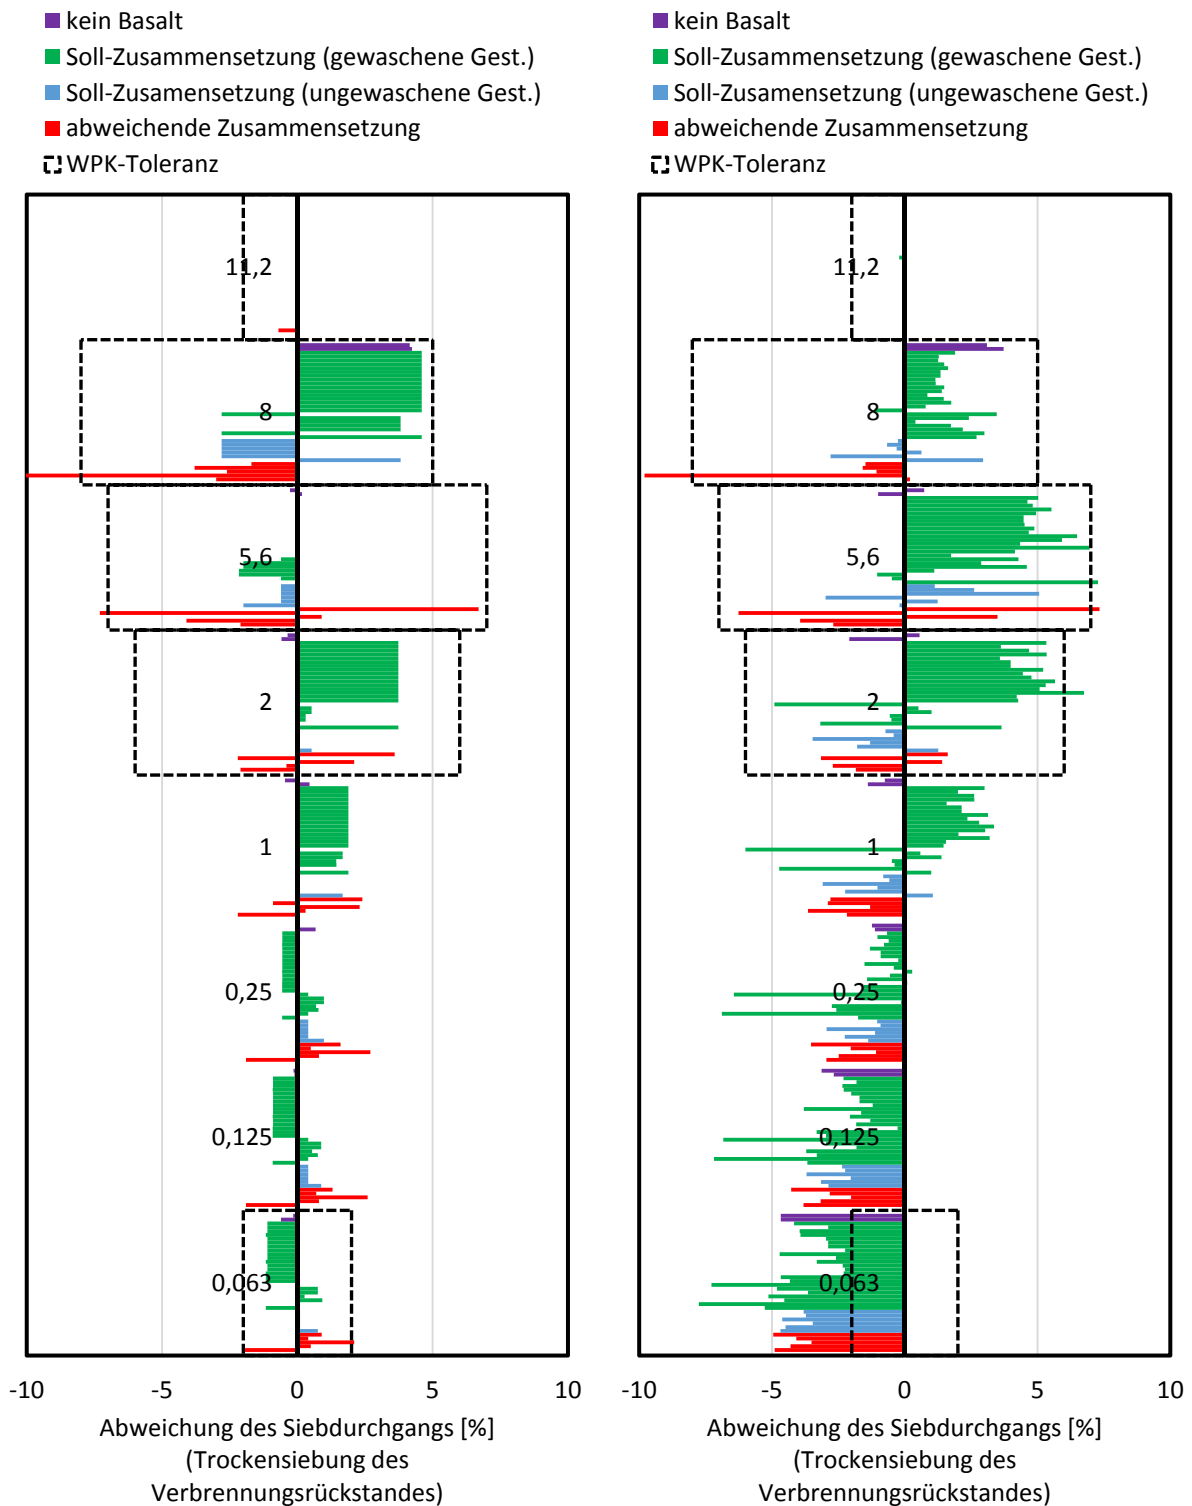 kein Basalt
Soll-Zusammensetzung (gewaschene Gest.)
Soll-Zusamensetzung (ungewaschene Gest.)
abweichende Zusammensetzung
WPK-Toleranz
11,2
8
5,6
2
1
0,25
0,125
0,063
-10 -5 0 5 10
Abweichung des Siebdurchgangs [%]
(Trockensiebung des
Verbrennungsrückstandes)
kein Basalt
Soll-Zusammensetzung (gewaschene Gest.)
Soll-Zusamensetzung (ungewaschene Gest.)
abweichende Zusammensetzung
WPK-Toleranz
11,2
8
5,6
2
1
0,25
0,125
0,063
-10 -5 0 5 10
Abweichung des Siebdurchgangs [%]
(Trockensiebung des
Verbrennungsrückstandes)